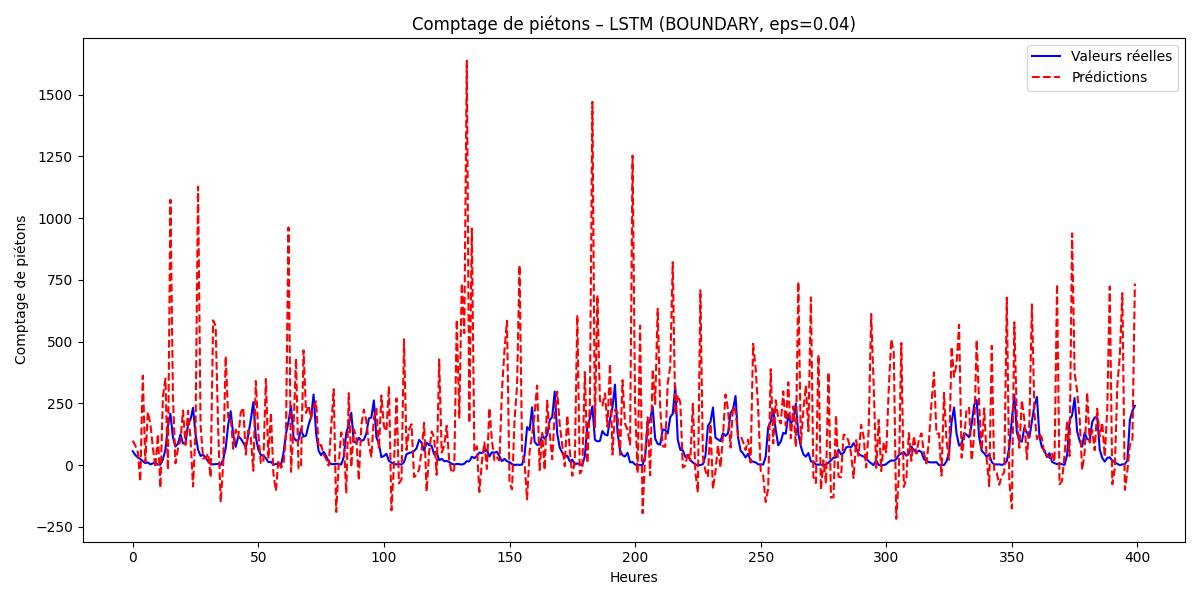 Comptage de piétons – LSTM (BOUNDARY, eps=0.04)
Valeurs réelles
Prédictions
Comptage de piétons
1500
1250
1000
750
500
250
0
−250
0 50 100 150 200 250 300 350 400
Heures